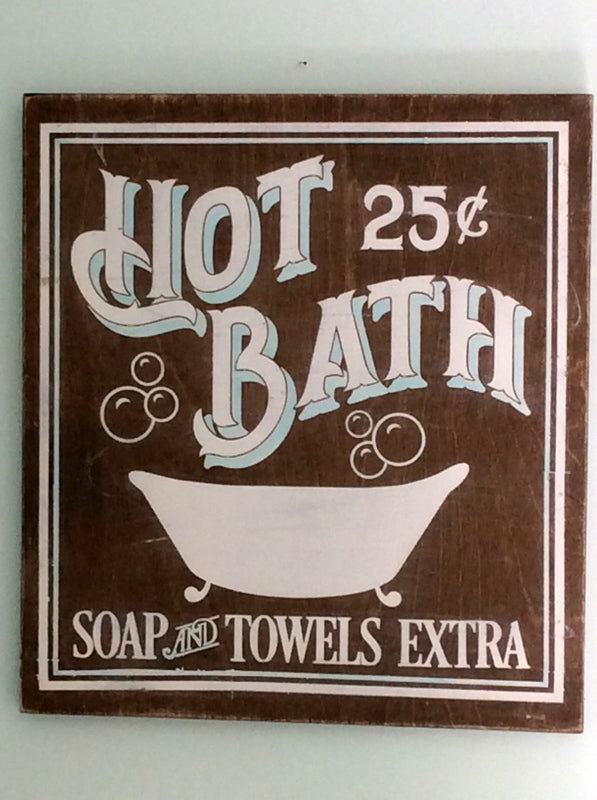 HOT 25¢
BATH
SOAP AND TOWELS EXTRA